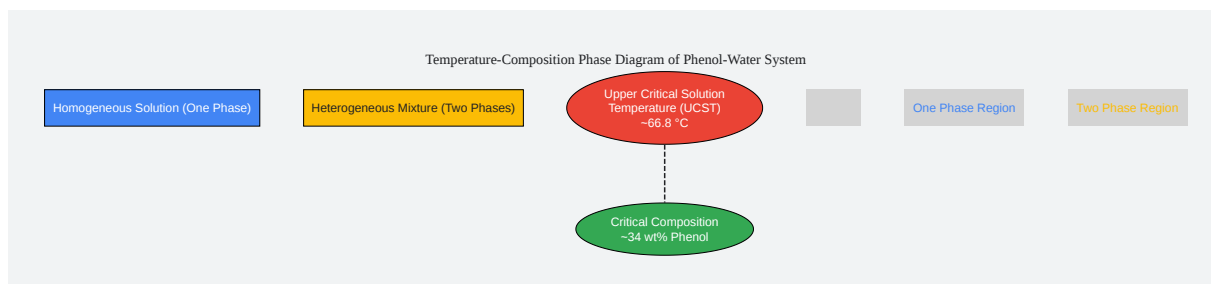 Temperature-Composition Phase Diagram of Phenol-Water System
Homogeneous Solution (One Phase)
Heterogeneous Mixture (Two Phases)
Upper Critical Solution
Temperature (UCST)
~66.8 °C
One Phase Region
Two Phase Region
Critical Composition
~34 wt% Phenol